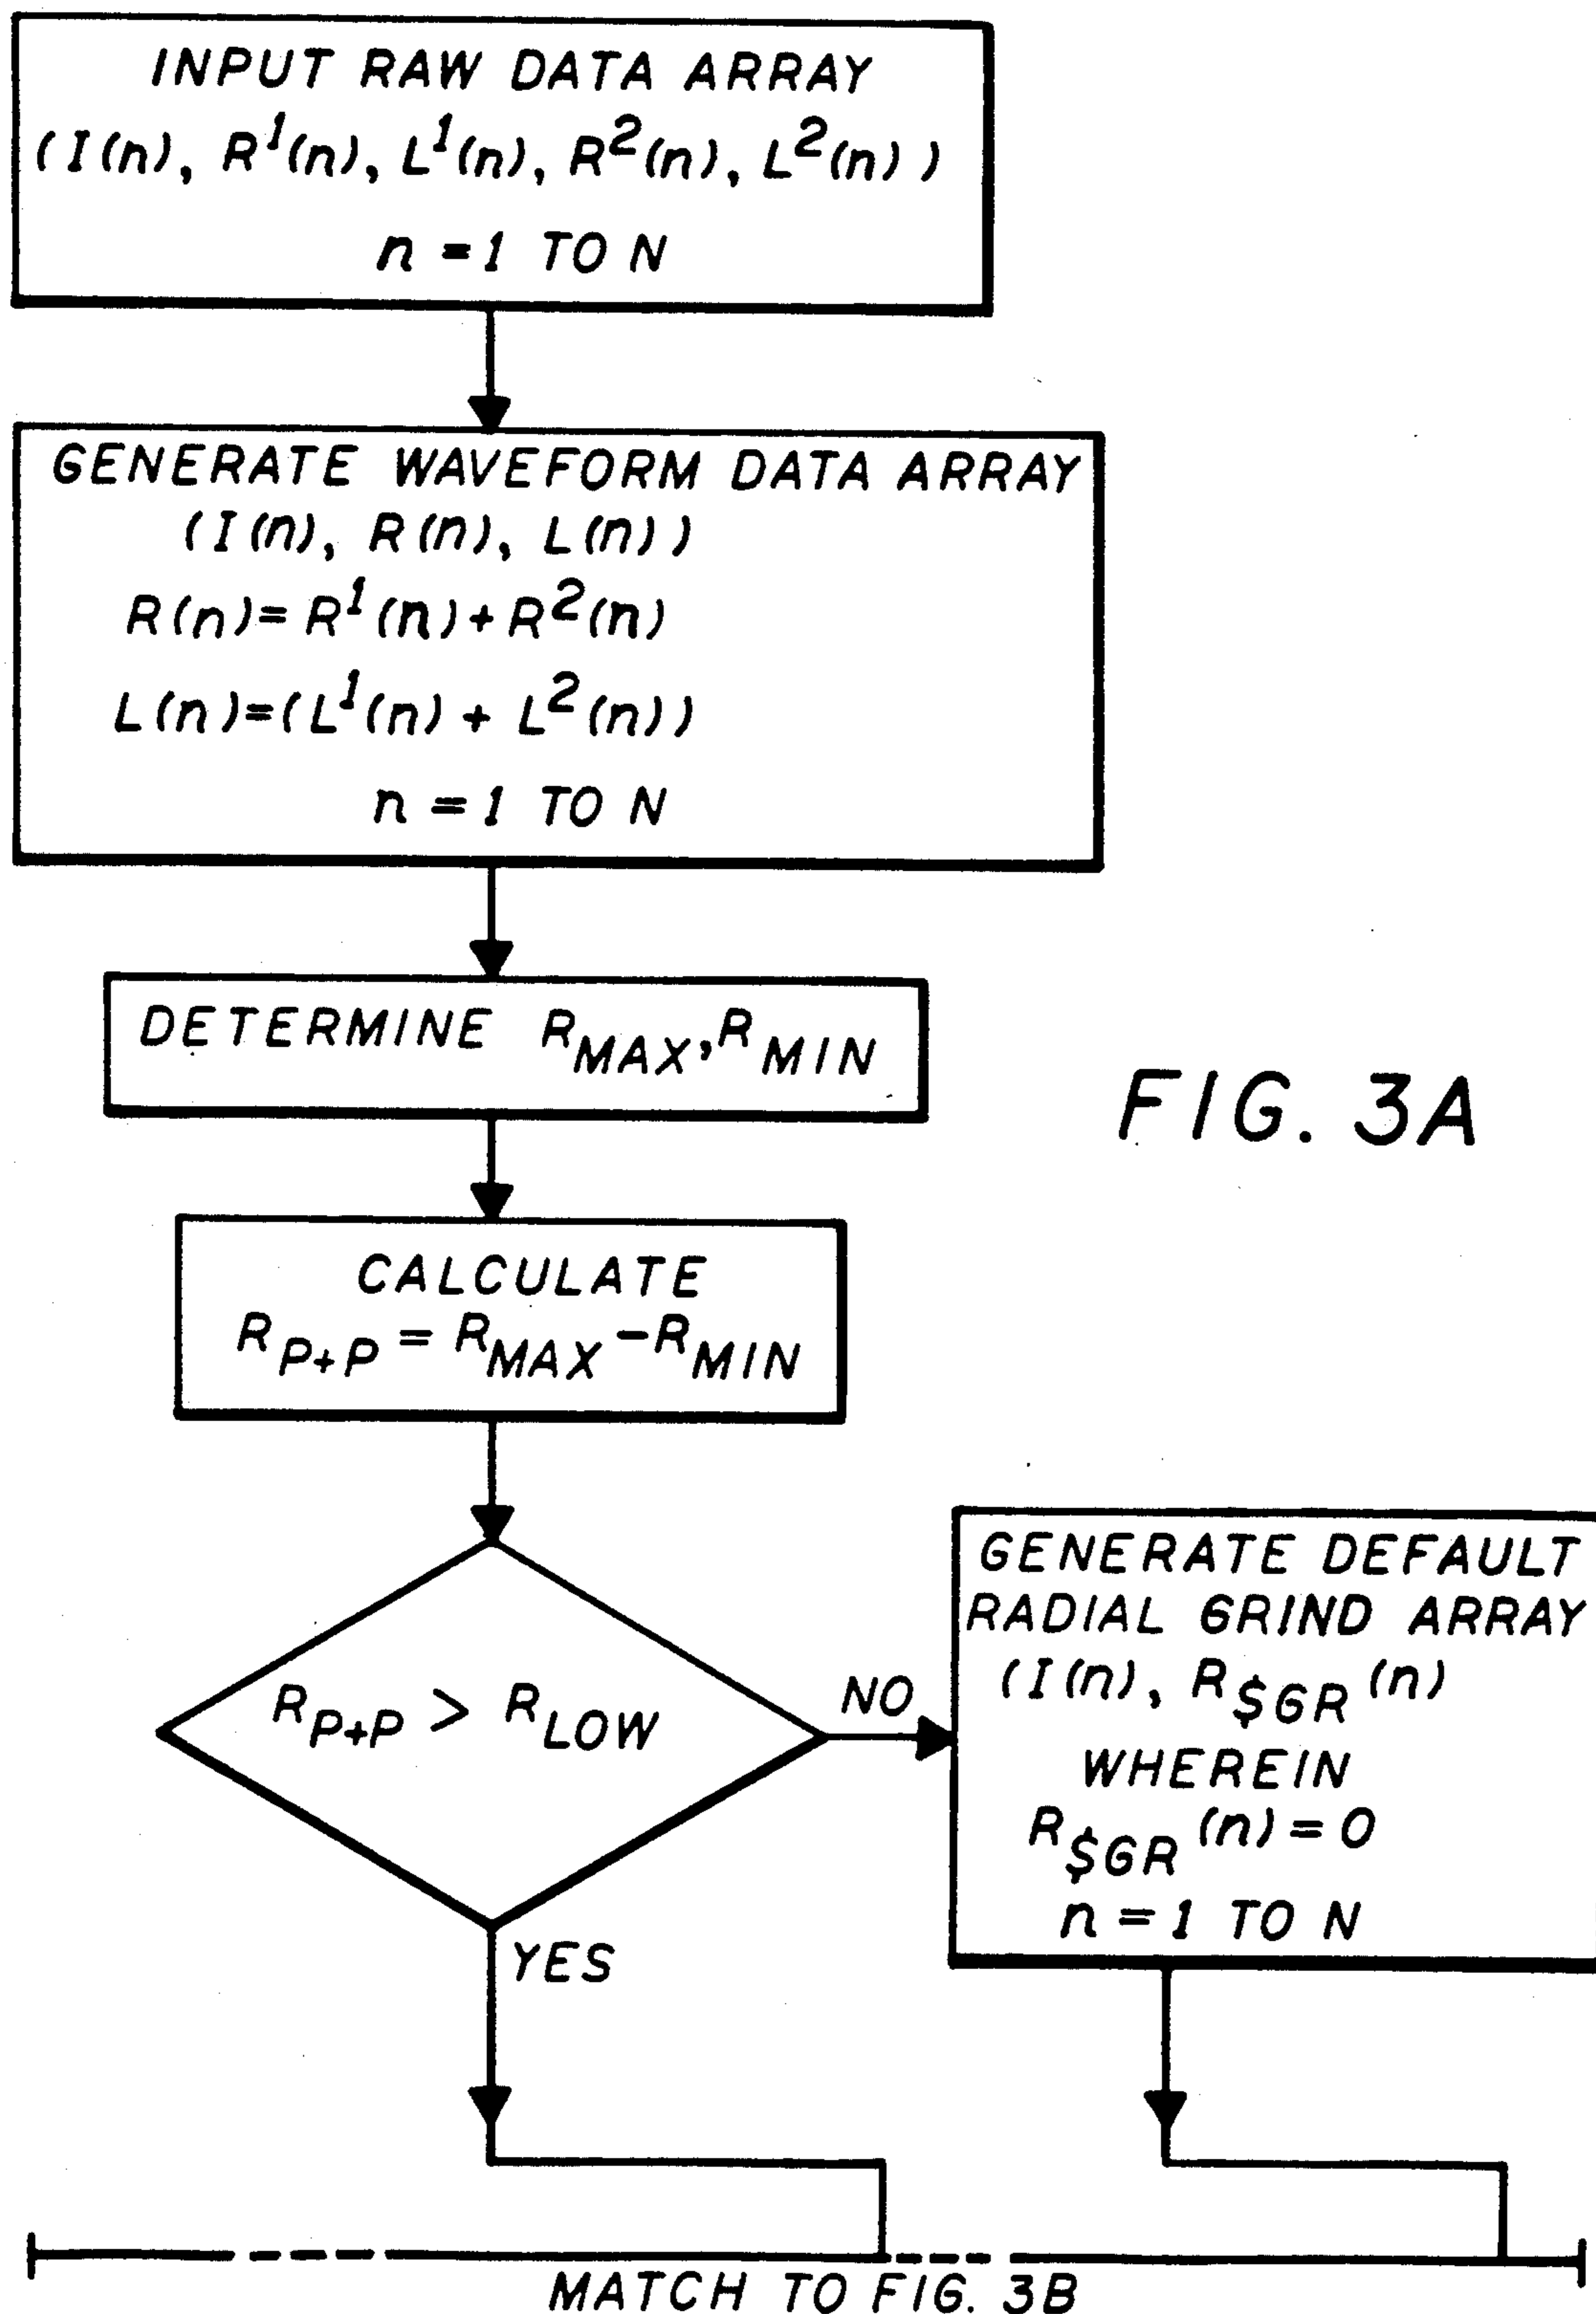 INPUT RAW DATA ARRAY
(I(n), R¹(n), L¹(n), R²(n), L²(n))
n = 1 TO N
GENERATE WAVEFORM DATA ARRAY
(I(n), R(n), L(n))
R(n)= R¹(n)+R²(n)
L(n)=(L¹(n) + L²(n))
n = 1 TO N
DETERMINE R_MAX, R_MIN
FIG. 3A
CALCULATE
R_P+P = R_MAX - R_MIN
R_P+P > R_LOW
NO
GENERATE DEFAULT
RADIAL GRIND ARRAY
(I(n), R_$GR (n)
WHEREIN
R_$GR (n) = 0
n = 1 TO N
YES
MATCH TO FIG. 3B